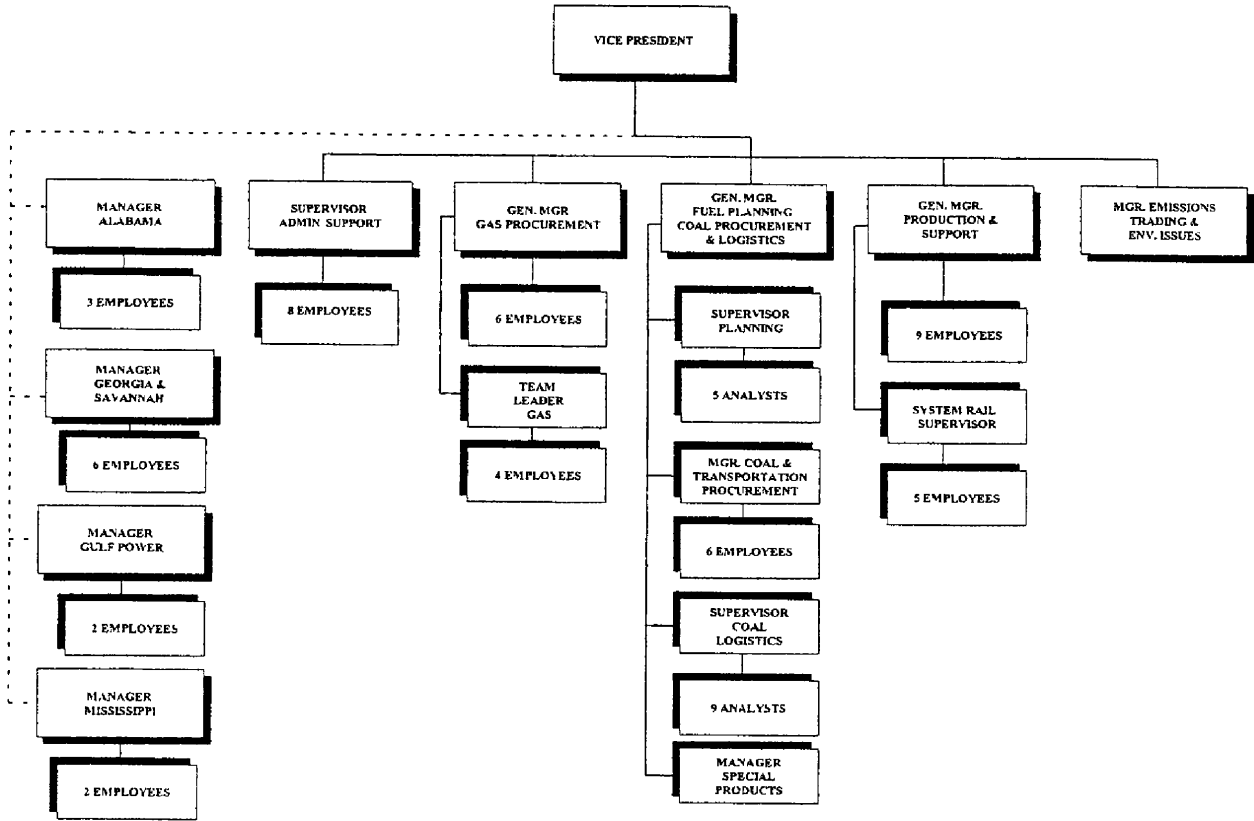 VICE PRESIDENT
MANAGER
ALABAMA
3 EMPLOYEES
MANAGER
GEORGIA &
SAVANNAH
6 EMPLOYEES
MANAGER
GULF POWER
2 EMPLOYEES
MANAGER
MISSISSIPPI
2 EMPLOYEES
SUPERVISOR
ADMIN SUPPORT
8 EMPLOYEES
GEN. MGR
GAS PROCUREMENT
6 EMPLOYEES
TEAM
LEADER
GAS
4 EMPLOYEES
GEN. MGR.
FUEL PLANNING
COAL PROCUREMENT
& LOGISTICS
SUPERVISOR
PLANNING
5 ANALYSTS
MGR. COAL &
TRANSPORTATION
PROCUREMENT
6 EMPLOYEES
SUPERVISOR
COAL
LOGISTICS
9 ANALYSTS
MANAGER
SPECIAL
PRODUCTS
GEN. MGR.
PRODUCTION &
SUPPORT
9 EMPLOYEES
SYSTEM RAIL
SUPERVISOR
5 EMPLOYEES
MGR. EMISSIONS
TRADING &
ENV. ISSUES